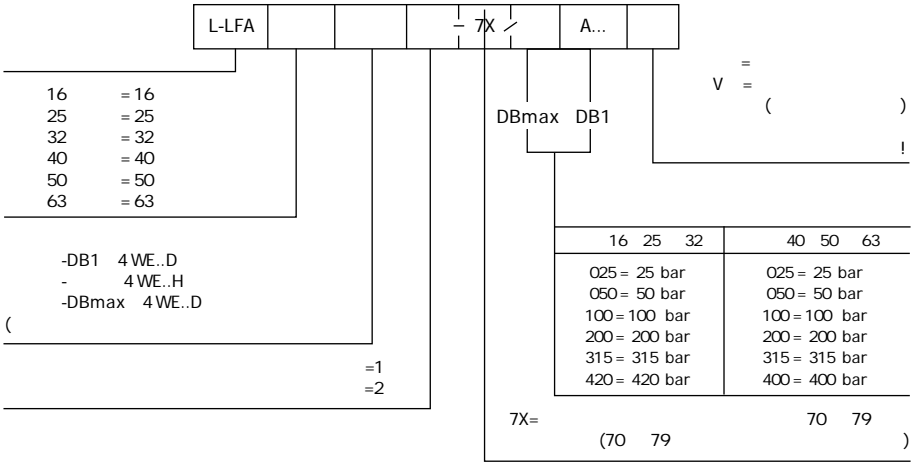 L-LFA – 7X / A...
=
V =
( )
!
16 = 16
25 = 25
32 = 32
40 = 40
50 = 50
63 = 63
DBmax DB1
-DB1 4 WE..D
- 4 WE..H
-DBmax 4 WE..D
(
=1
=2
16 25 32 40 50 63
025 = 25 bar 025 = 25 bar
050 = 50 bar 050 = 50 bar
100 = 100 bar 100 = 100 bar
200 = 200 bar 200 = 200 bar
315 = 315 bar 315 = 315 bar
420 = 420 bar 400 = 400 bar
7X= 70 79
(70 79 )